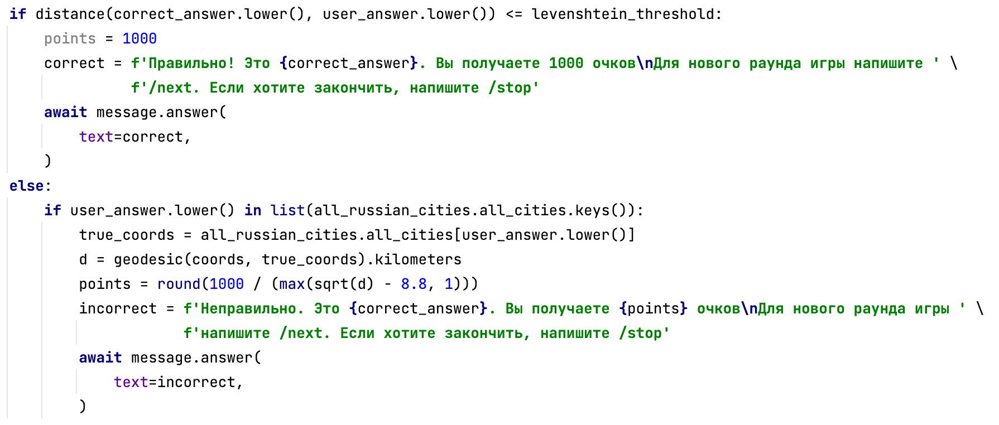 if distance(correct_answer.lower(), user_answer.lower()) <= levenshtein_threshold:
    points = 1000
    correct = f'Правильно! Это {correct_answer}. Вы получаете 1000 очков\nДля нового раунда игры напишите ' \
              f'/next. Если хотите закончить, напишите /stop'
    await message.answer(
        text=correct,
    )
else:
    if user_answer.lower() in list(all_russian_cities.all_cities.keys()):
        true_coords = all_russian_cities.all_cities[user_answer.lower()]
        d = geodesic(coords, true_coords).kilometers
        points = round(1000 / (max(sqrt(d) - 8.8, 1)))
        incorrect = f'Неправильно. Это {correct_answer}. Вы получаете {points} очков\nДля нового раунда игры ' \
                    f'напишите /next. Если хотите закончить, напишите /stop'
        await message.answer(
            text=incorrect,
        )